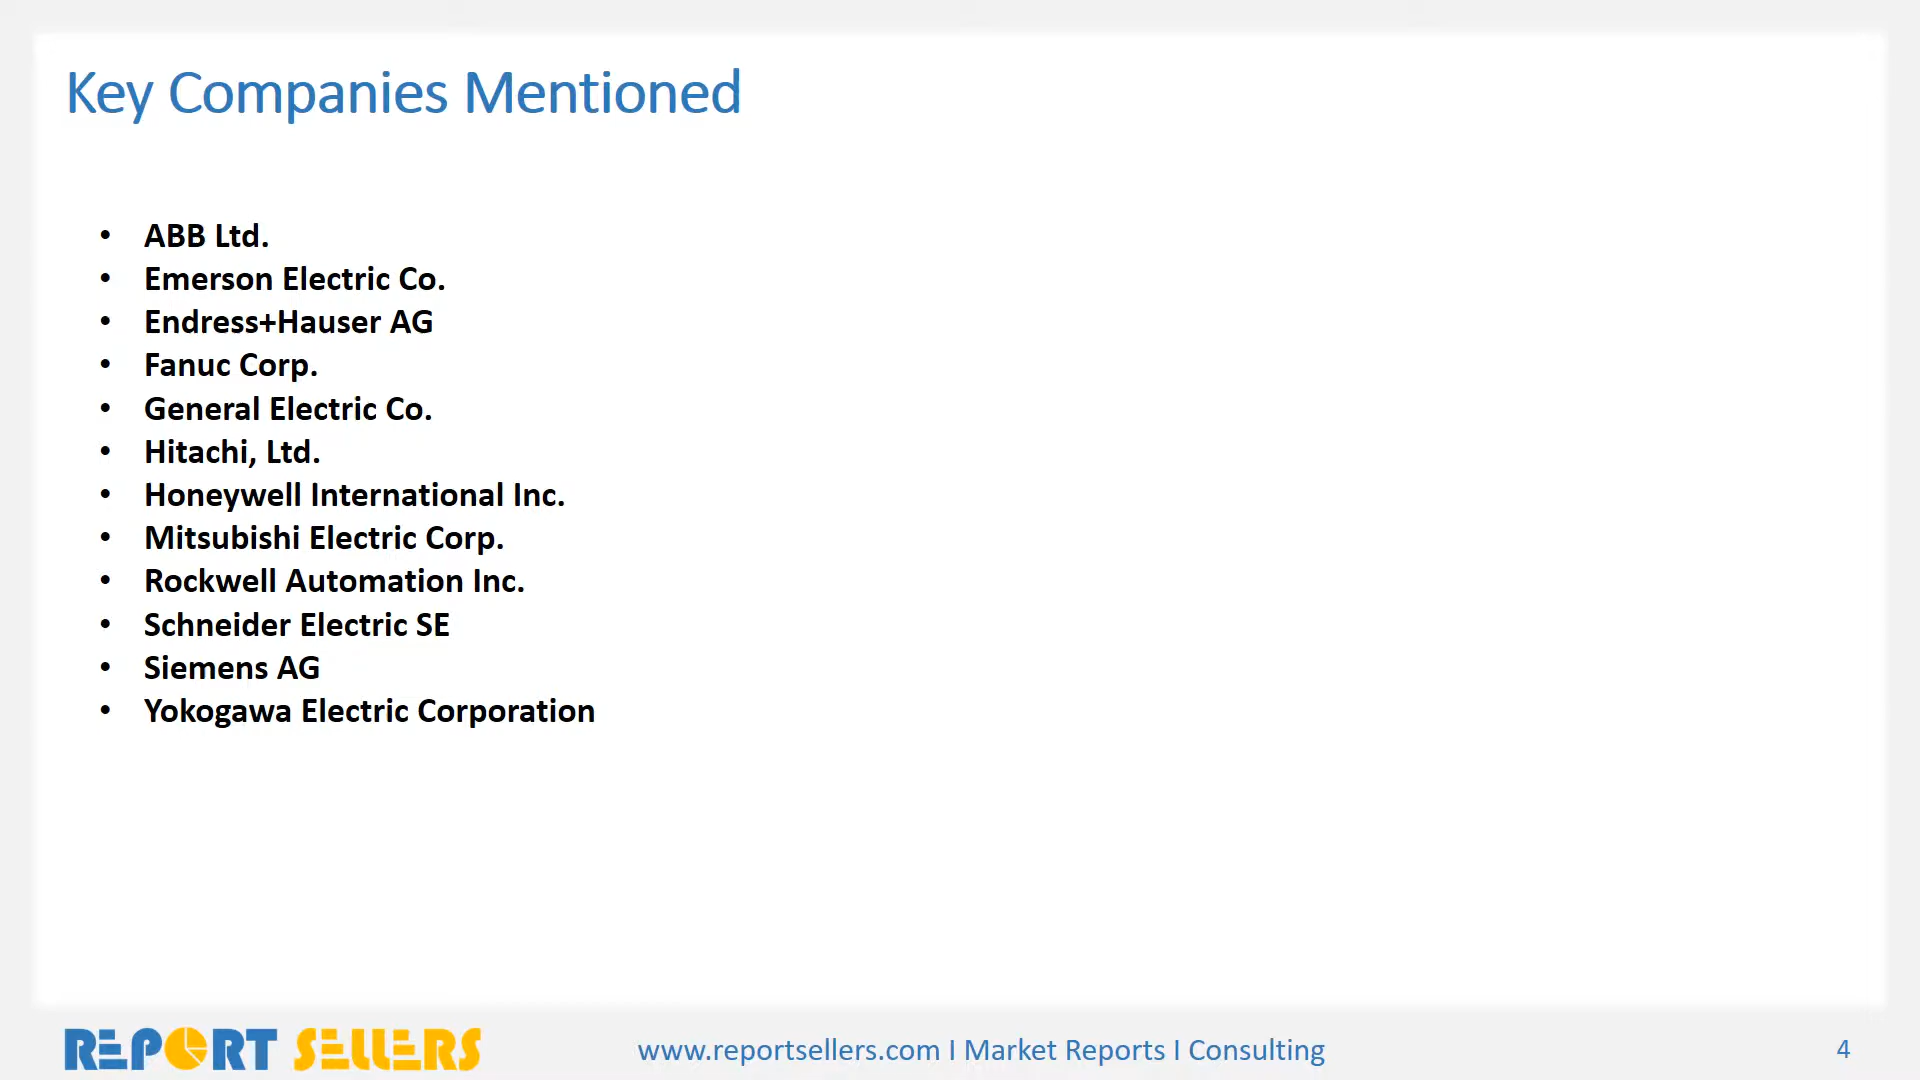 Key Companies Mentioned
• ABB Ltd.
• Emerson Electric Co.
• Endress+Hauser AG
• Fanuc Corp.
• General Electric Co.
• Hitachi, Ltd.
• Honeywell International Inc.
• Mitsubishi Electric Corp.
• Rockwell Automation Inc.
• Schneider Electric SE
• Siemens AG
• Yokogawa Electric Corporation
REPORT SELLERS
www.reportsellers.com I Market Reports I Consulting
4